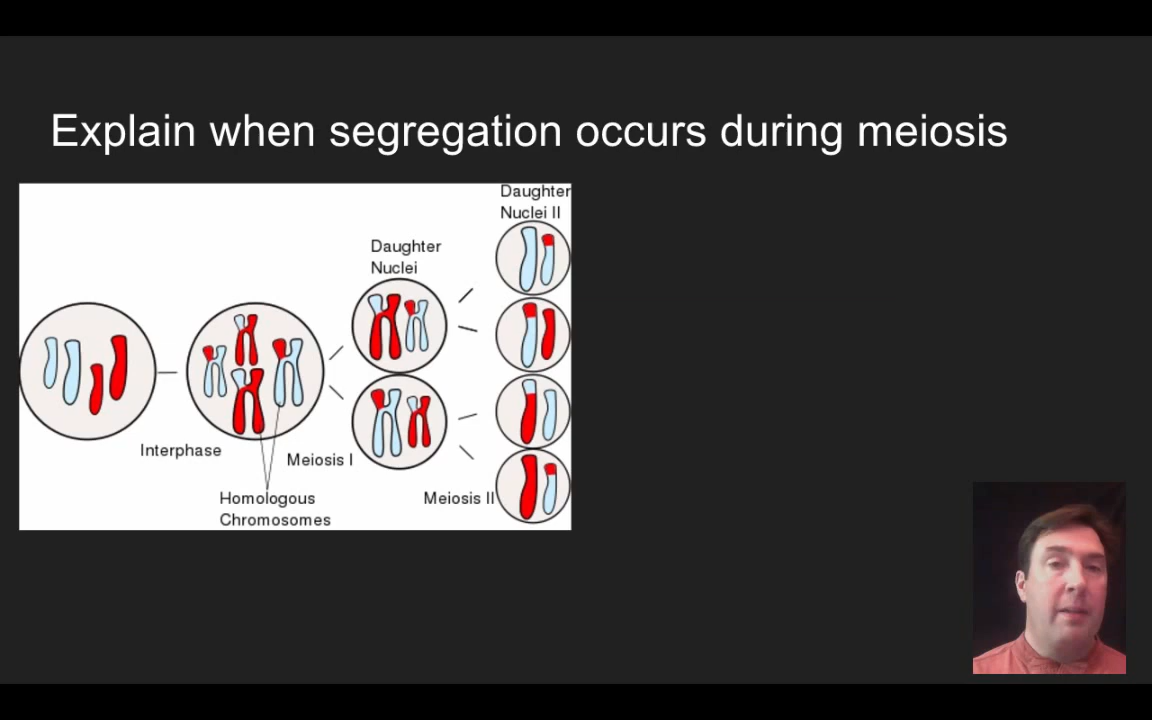 Explain when segregation occurs during meiosis
Daughter
Nuclei II
Daughter
Nuclei
Interphase
Meiosis I
Homologous
Chromosomes
Meiosis II